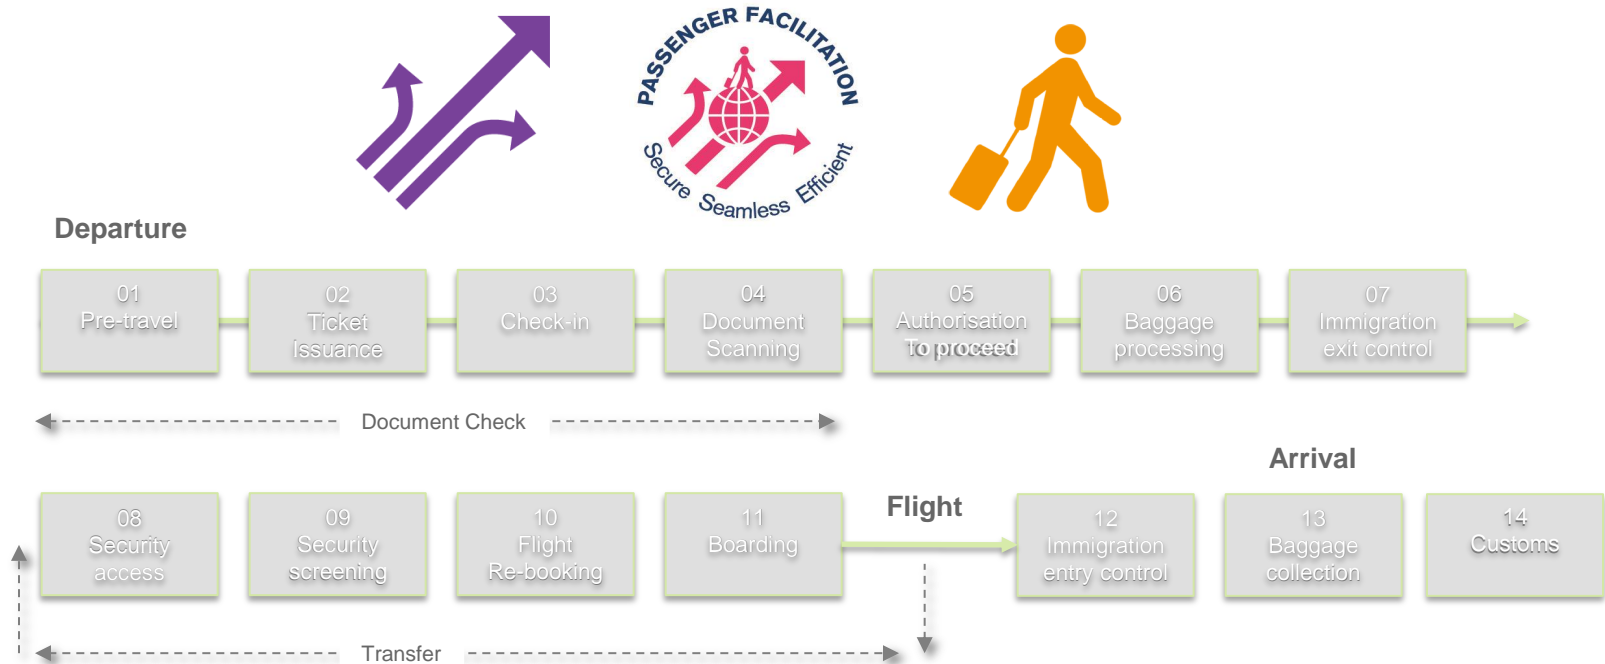 PASSENGER FACILITATION
Secure Seamless Efficient
Departure
01
Pre-travel
02
Ticket
Issuance
03
Check-in
04
Document
Scanning
05
Authorisation
To proceed
06
Baggage
processing
07
Immigration
exit control
Document Check
Arrival
08
Security
access
09
Security
screening
10
Flight
Re-booking
11
Boarding
Flight
12
Immigration
entry control
13
Baggage
collection
14
Customs
Transfer